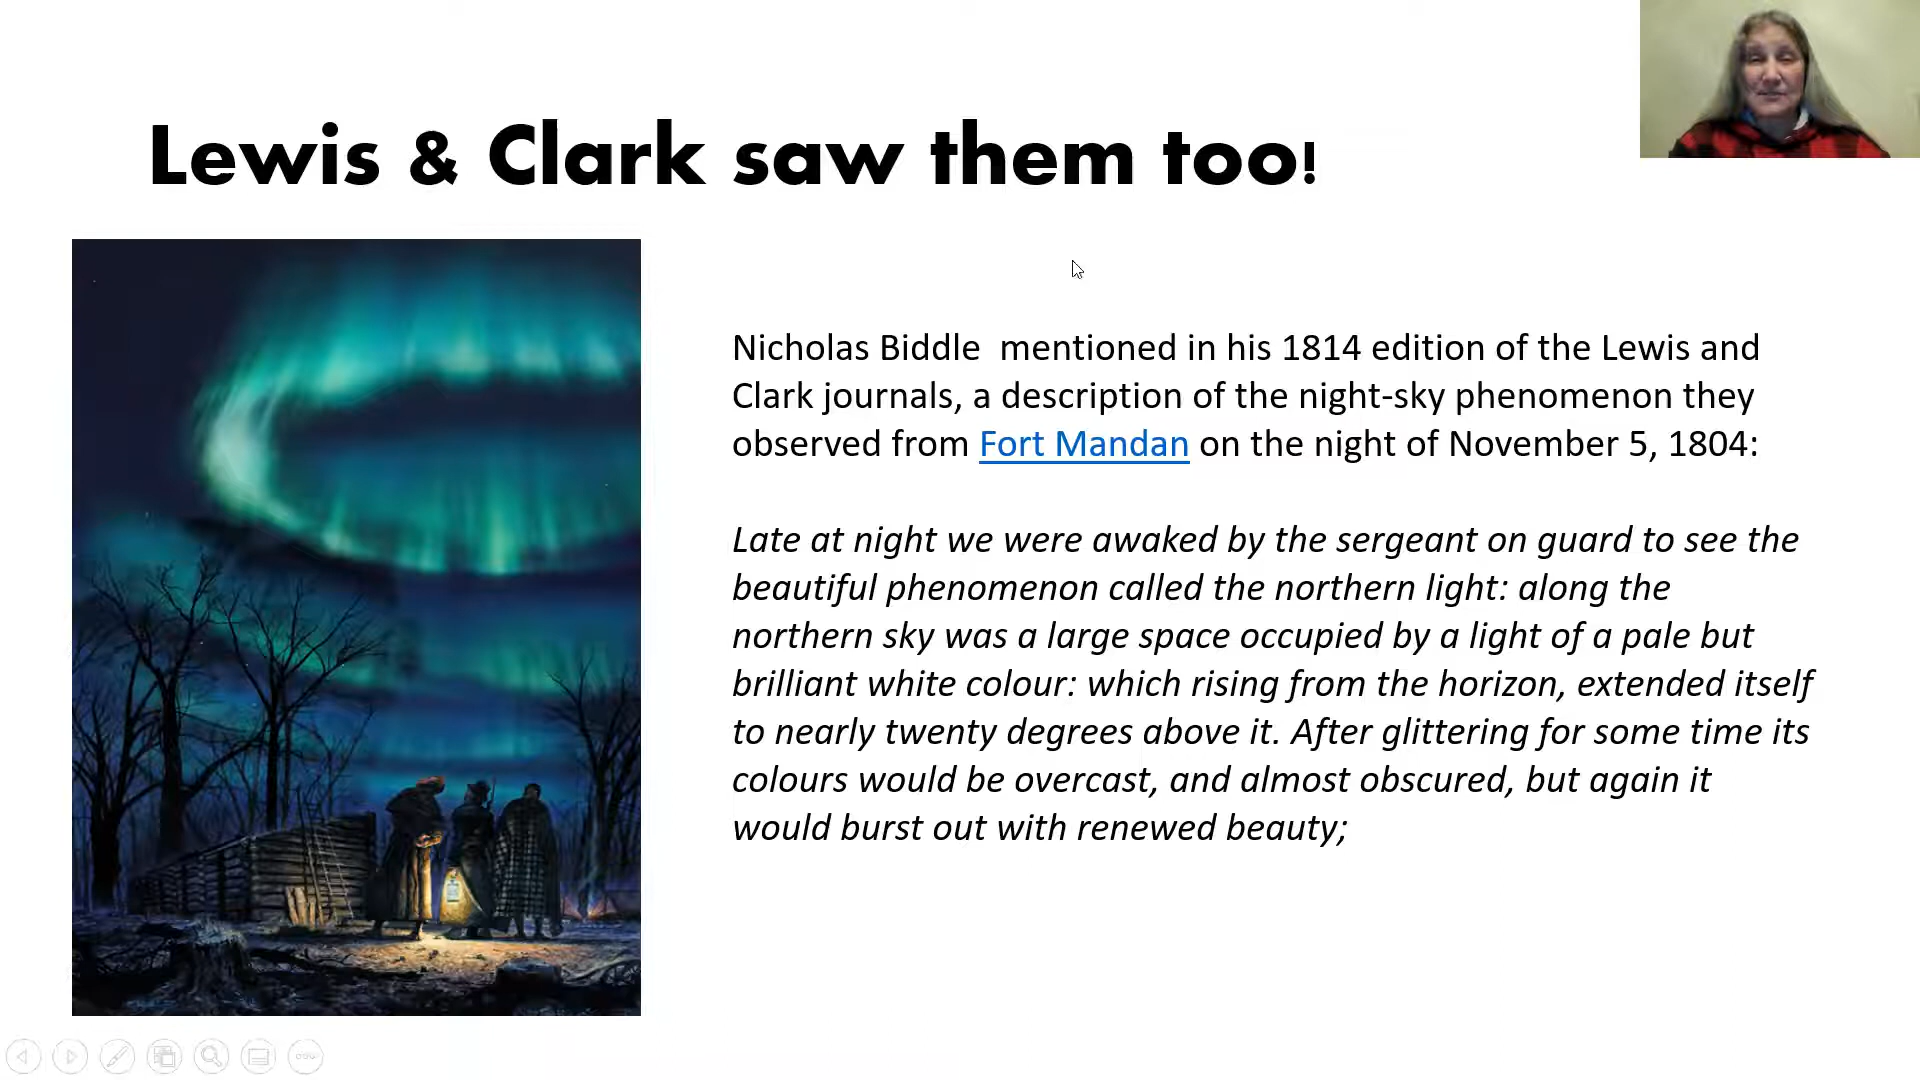 Lewis & Clark saw them too!
Nicholas Biddle  mentioned in his 1814 edition of the Lewis and
Clark journals, a description of the night-sky phenomenon they
observed from Fort Mandan on the night of November 5, 1804:
Late at night we were awaked by the sergeant on guard to see the
beautiful phenomenon called the northern light: along the
northern sky was a large space occupied by a light of a pale but
brilliant white colour: which rising from the horizon, extended itself
to nearly twenty degrees above it. After glittering for some time its
colours would be overcast, and almost obscured, but again it
would burst out with renewed beauty;